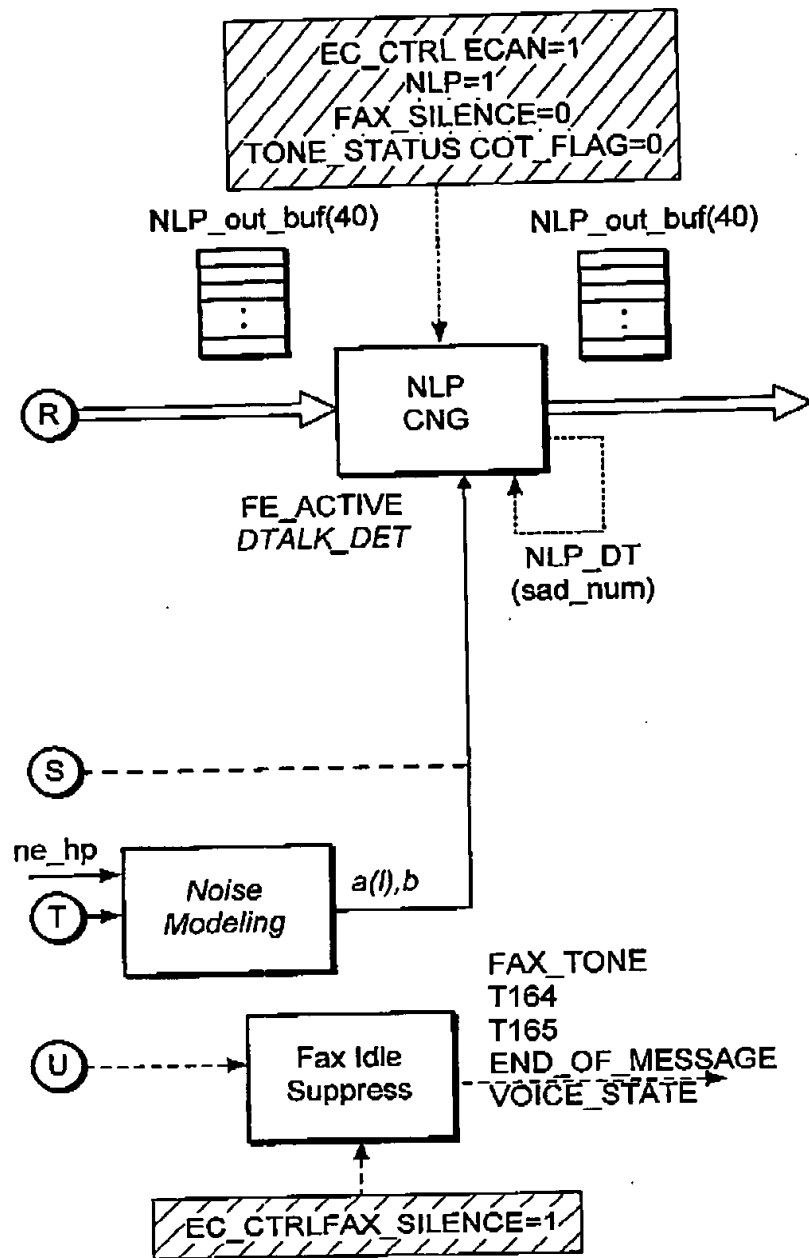 EC_CTRL ECAN=1
NLP=1
FAX_SILENCE=0
TONE_STATUS COT_FLAG=0
NLP_out_buf(40)
NLP_out_buf(40)
R
NLP
CNG
FE_ACTIVE
DTALK_DET
NLP_DT
(sad_num)
S
ne_hp
T
Noise
Modeling
a(l),b
FAX_TONE
T164
T165
END_OF_MESSAGE
VOICE_STATE
U
Fax Idle
Suppress
EC_CTRLFAX_SILENCE=1